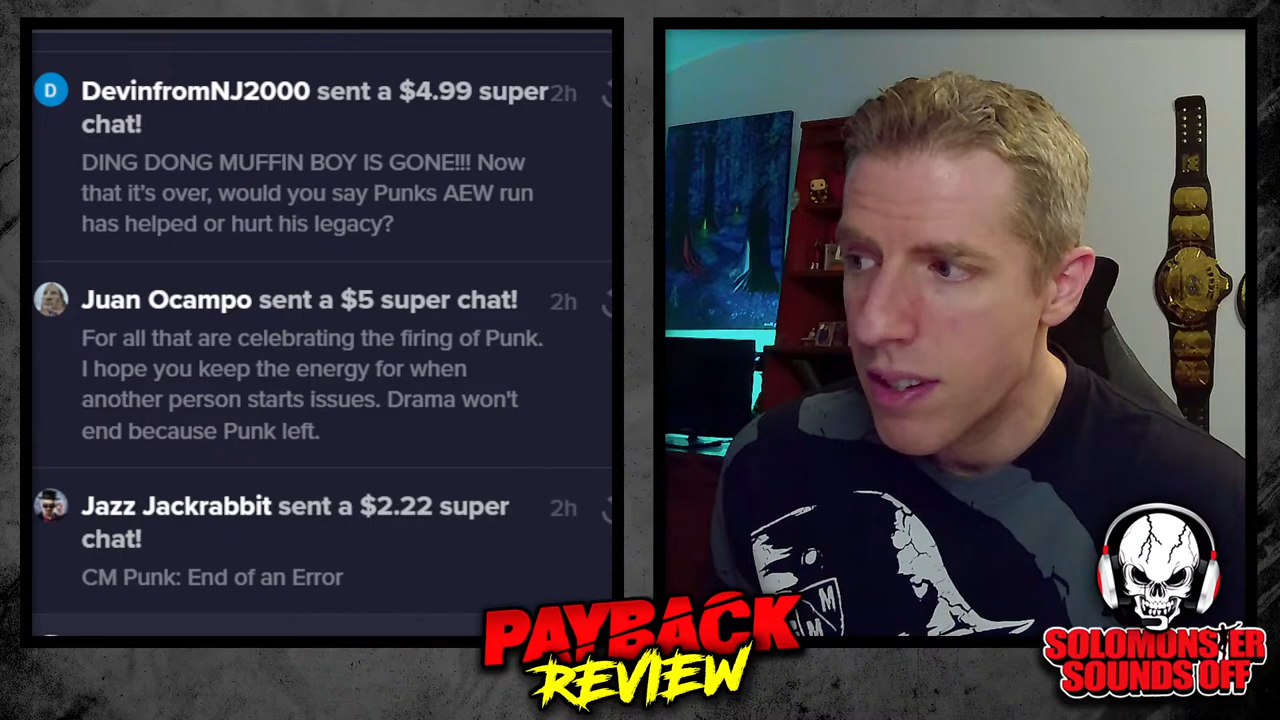 D
DevinfromNJ2000 sent a $4.99 super 2h
chat!
DING DONG MUFFIN BOY IS GONE!!! Now
that it's over, would you say Punks AEW run
has helped or hurt his legacy?
Juan Ocampo sent a $5 super chat! 2h
For all that are celebrating the firing of Punk.
I hope you keep the energy for when
another person starts issues. Drama won't
end because Punk left.
Jazz Jackrabbit sent a $2.22 super 2h
chat!
CM Punk: End of an Error
PAYBACK
REVIEW
SOLOMONSTER
SOUNDS OFF